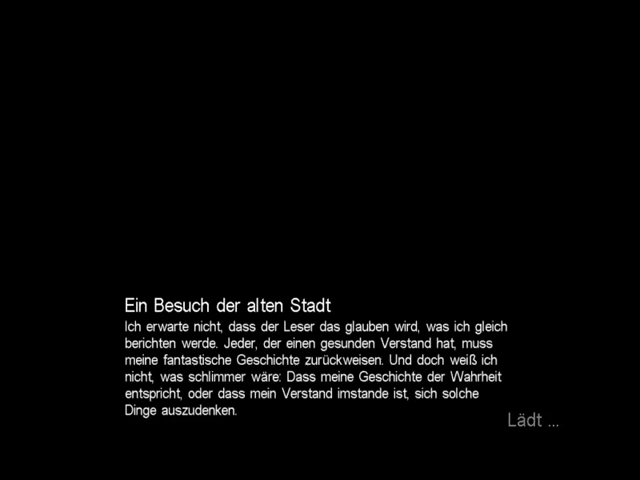 Ein Besuch der alten Stadt
Ich erwarte nicht, dass der Leser das glauben wird, was ich gleich
berichten werde. Jeder, der einen gesunden Verstand hat, muss
meine fantastische Geschichte zurückweisen. Und doch weiß ich
nicht, was schlimmer wäre: Dass meine Geschichte der Wahrheit
entspricht, oder dass mein Verstand imstande ist, sich solche
Dinge auszudenken.
Lädt ...